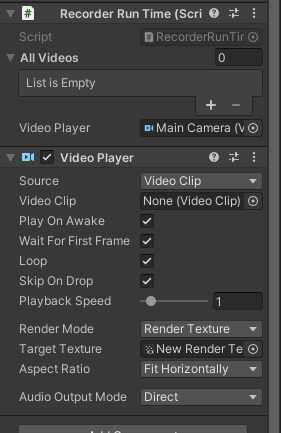 Recorder Run Time (Scri
Script RecorderRunTir
All Videos 0
List is Empty
+ −
Video Player Main Camera (V
Video Player
Source Video Clip
Video Clip None (Video Clip)
Play On Awake
Wait For First Frame
Loop
Skip On Drop
Playback Speed 1
Render Mode Render Texture
Target Texture New Render Te
Aspect Ratio Fit Horizontally
Audio Output Mode Direct